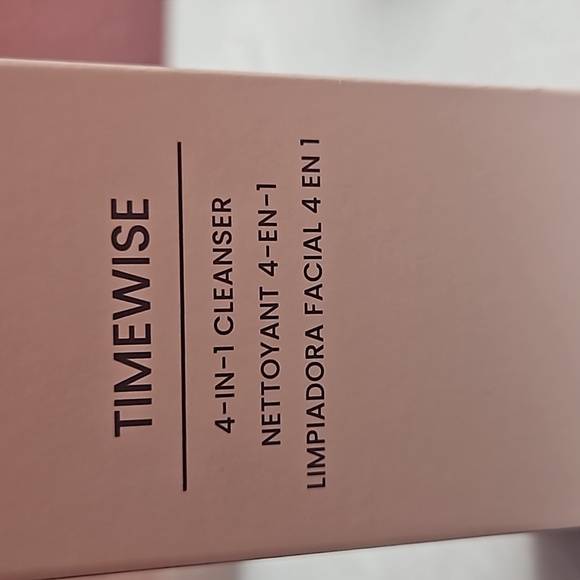 TIMEWISE
4-IN-1 CLEANSER
NETTOYANT 4-EN-1
LIMPIADORA FACIAL 4 EN 1